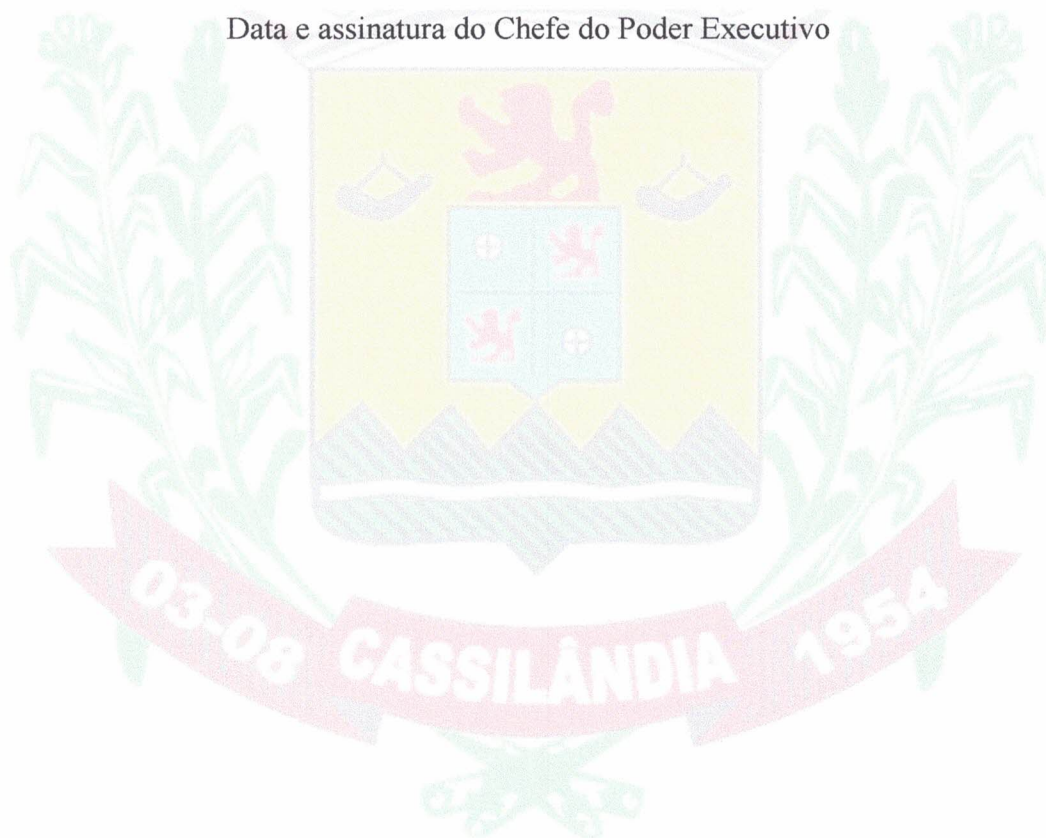 Data e assinatura do Chefe do Poder Executivo
03-08 CASSILÂNDIA 1954